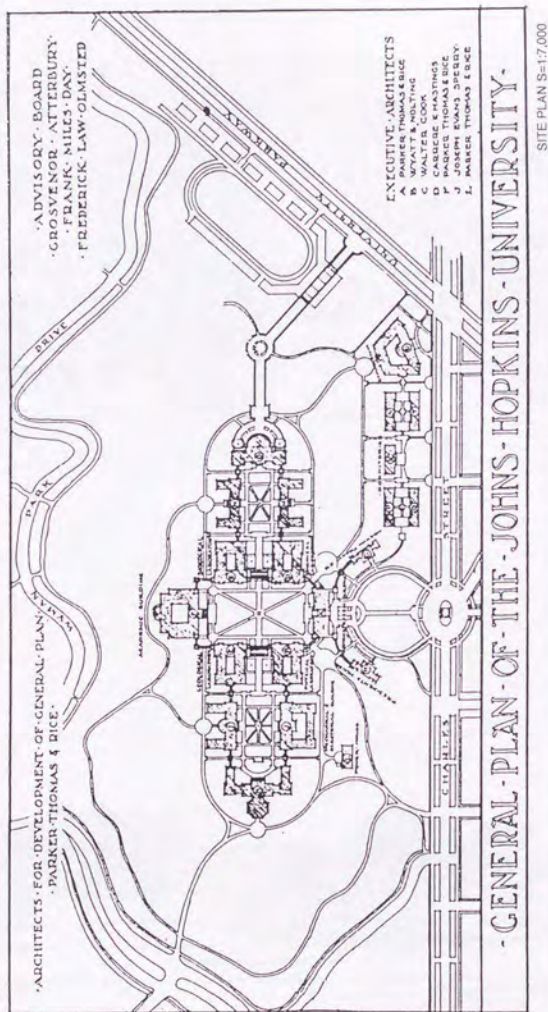 ·ARCHITECTS·FOR·DEVELOPMENT·OF·GENERAL·PLAN·
·PARKER·THOMAS & RICE·
·ADVISORY·BOARD
·GROSVENOR·ATTERBURY·
·FRANK·MILES·DAY·
·FREDERICK·LAW·OLMSTED
WYMAN PARK DRIVE
ACADEMIC BUILDING
UNIVERSITY PARKWAY
CHARLES STREET
EXECUTIVE·ARCHITECTS
A PARKER THOMAS & RICE
B WYATT & NOLTING
C WALTER COOK
D CARRERE & HASTINGS
F PARKER THOMAS & RICE
J JOSEPH EVANS SPERRY·
L PARKER THOMAS & RICE
·GENERAL·PLAN·OF·THE·JOHNS·HOPKINS·UNIVERSITY·
SITE PLAN S=1:7,000